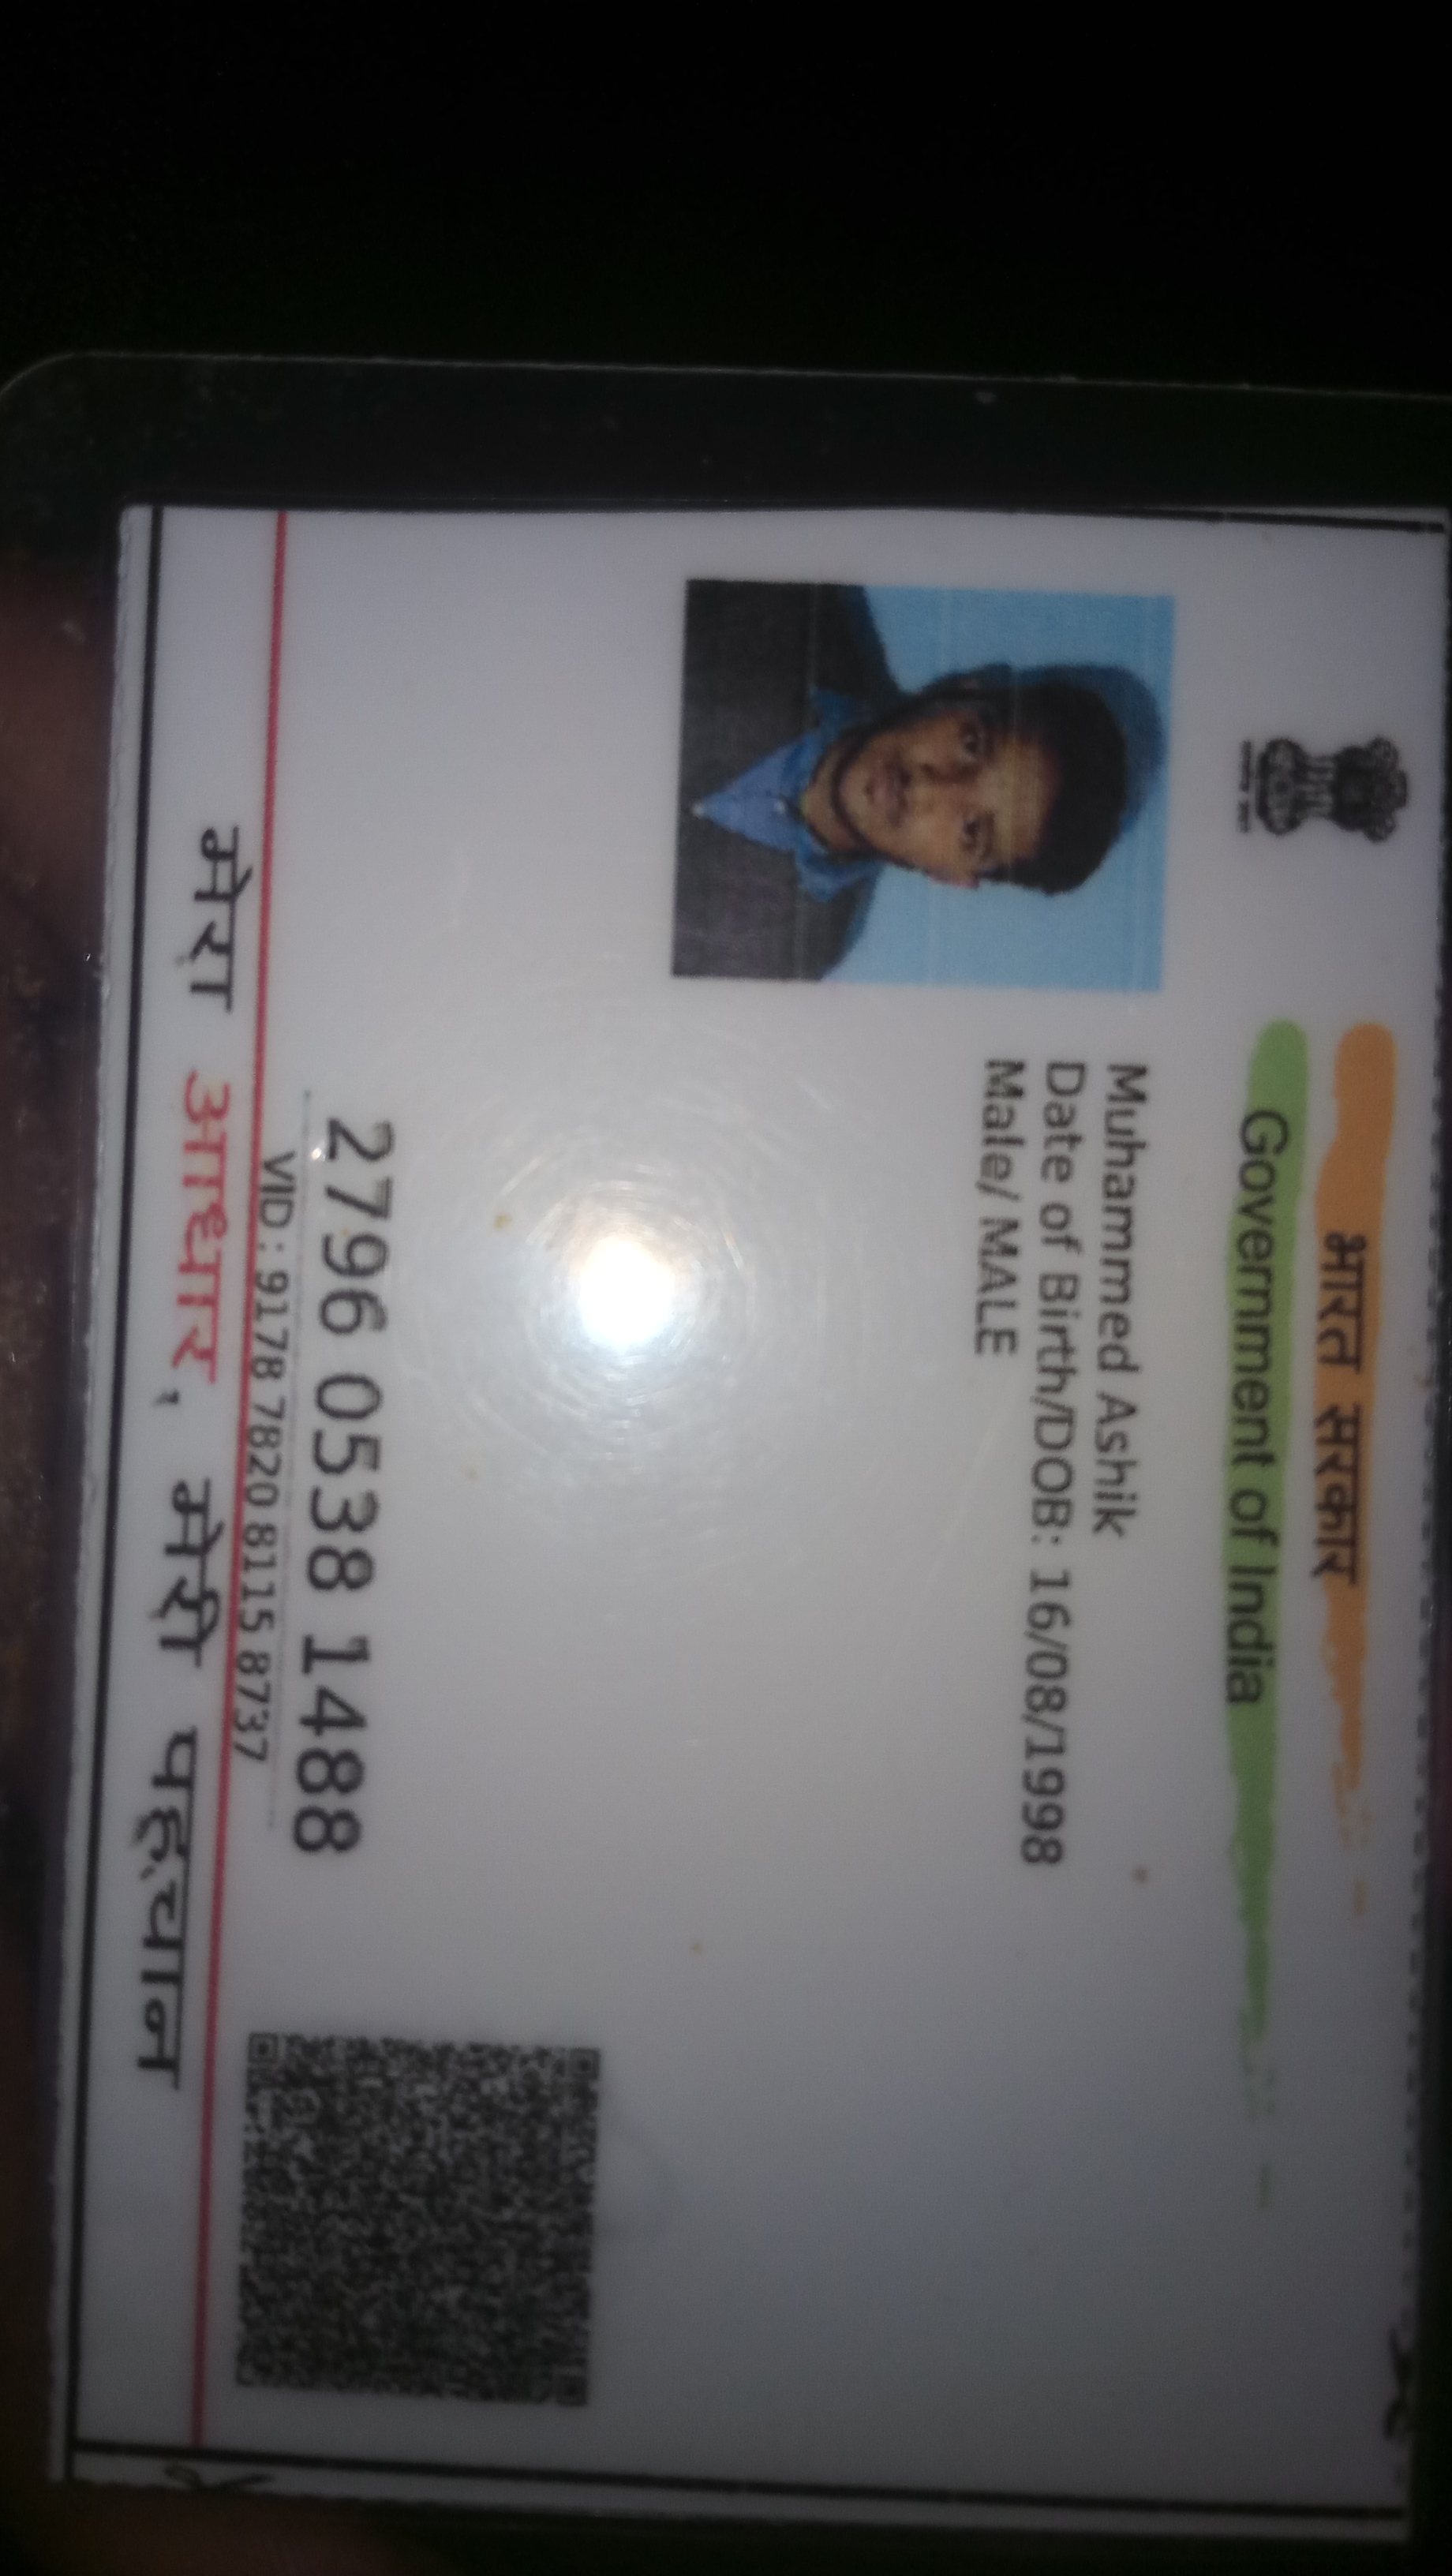 भारत सरकार
Government of India
Muhammed Ashik
Date of Birth/DOB: 16/08/1998
Male/ MALE
2796 0538 1488
VID : 9178 7820 8115 8737
मेरा आधार, मेरी पहचान